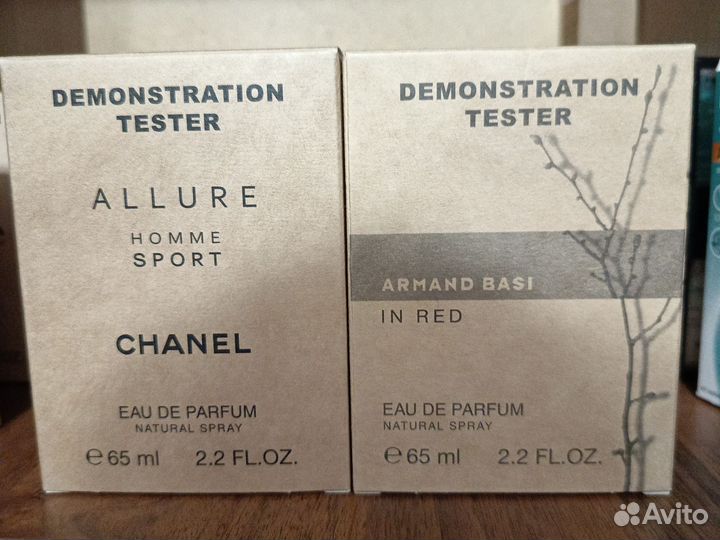 DEMONSTRATION
TESTER
ALLURE
HOMME
SPORT
CHANEL
EAU DE PARFUM
NATURAL SPRAY
℮ 65 ml 2.2 FL.OZ.
DEMONSTRATION
TESTER
ARMAND BASI
IN RED
EAU DE PARFUM
NATURAL SPRAY
℮ 65 ml 2.2 FL.OZ.
Avito